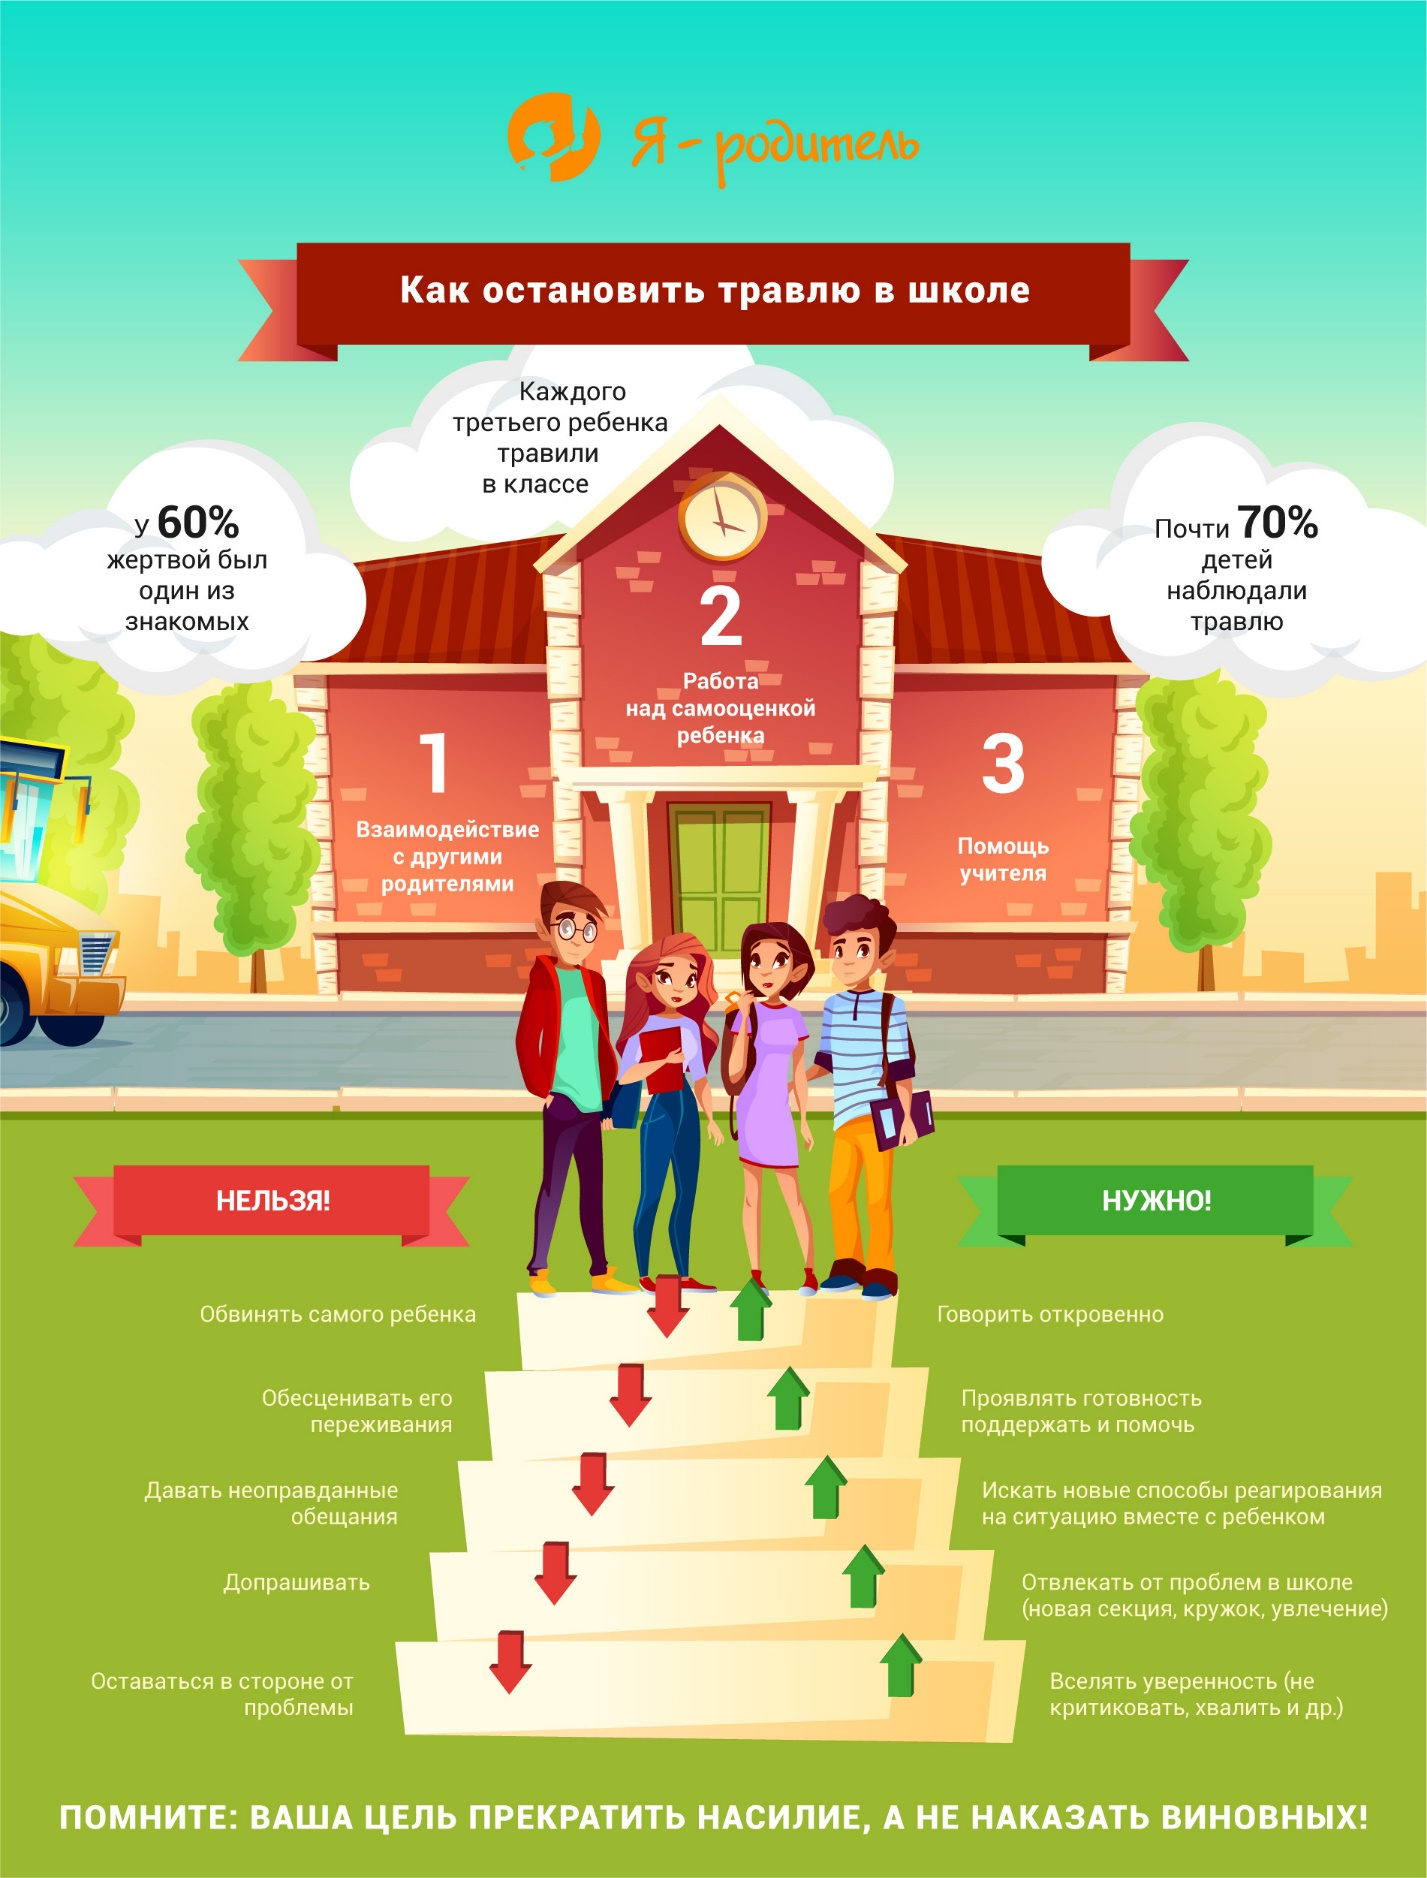 Я - родитель
Как остановить травлю в школе
Каждого
третьего ребенка
травили
в классе
У 60%
жертвой был
один из
знакомых
Почти 70%
детей
наблюдали
травлю
1
Взаимодействие
с другими
родителями
2
Работа
над самооценкой
ребенка
3
Помощь
учителя
НЕЛЬЗЯ!
Обвинять самого ребенка
Обесценивать его
переживания
Давать неоправданные
обещания
Допрашивать
Оставаться в стороне от
проблемы
НУЖНО!
Говорить откровенно
Проявлять готовность
поддержать и помочь
Искать новые способы реагирования
на ситуацию вместе с ребенком
Отвлекать от проблем в школе
(новая секция, кружок, увлечение)
Вселять уверенность (не
критиковать, хвалить и др.)
ПОМНИТЕ: ВАША ЦЕЛЬ ПРЕКРАТИТЬ НАСИЛИЕ, А НЕ НАКАЗАТЬ ВИНОВНЫХ!